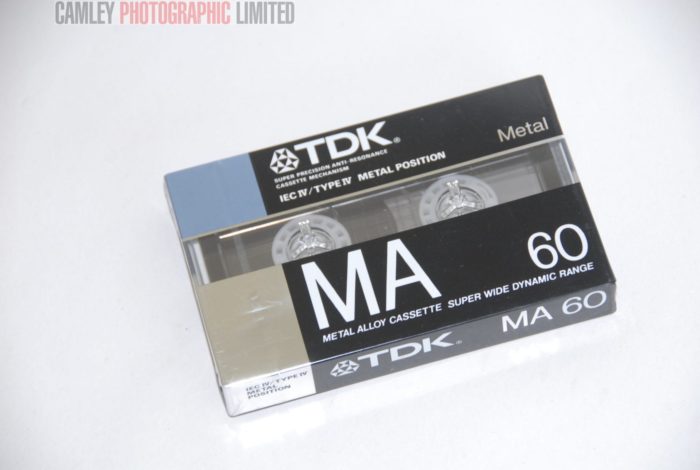 CAMLEY PHOTOGRAPHIC LIMITED
TDK®
SUPER PRECISION ANTI-RESONANCE
CASSETTE MECHANISM
IEC IV/TYPE IV METAL POSITION
Metal
MA 60
METAL ALLOY CASSETTE SUPER WIDE DYNAMIC RANGE
IEC IV/TYPE IV
METAL
POSITION
TDK® MA 60